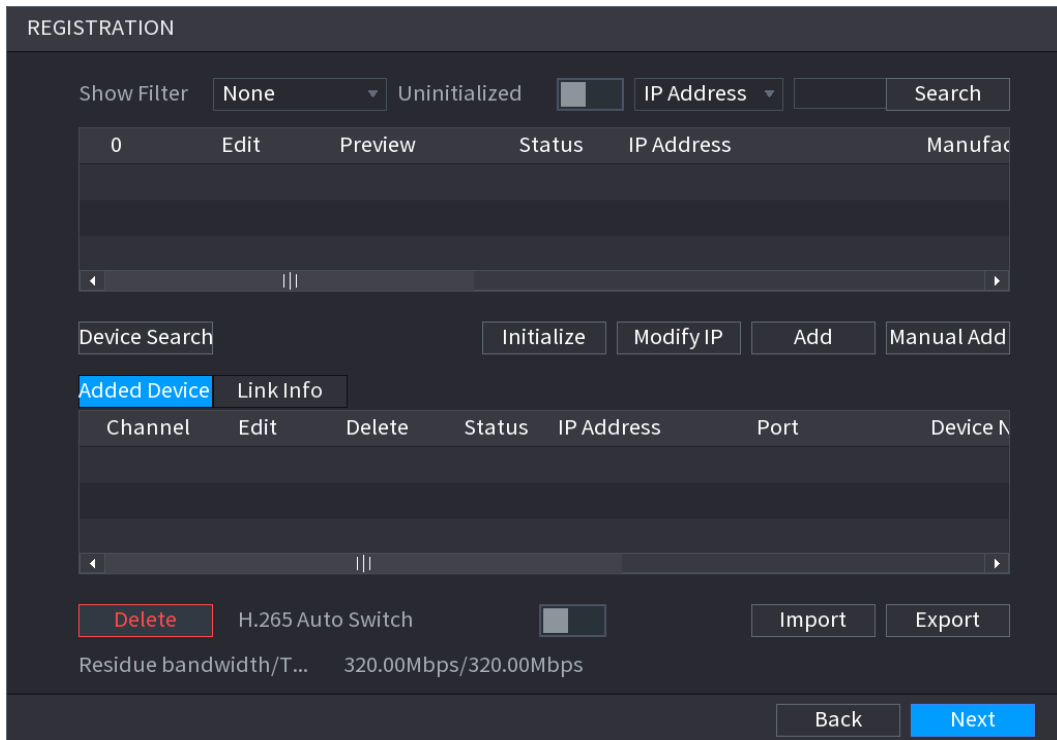 REGISTRATION
Show Filter None Uninitialized IP Address Search
0 Edit Preview Status IP Address Manufac
Device Search Initialize Modify IP Add Manual Add
Added Device Link Info
Channel Edit Delete Status IP Address Port Device N
Delete H.265 Auto Switch Import Export
Residue bandwidth/T... 320.00Mbps/320.00Mbps
Back Next